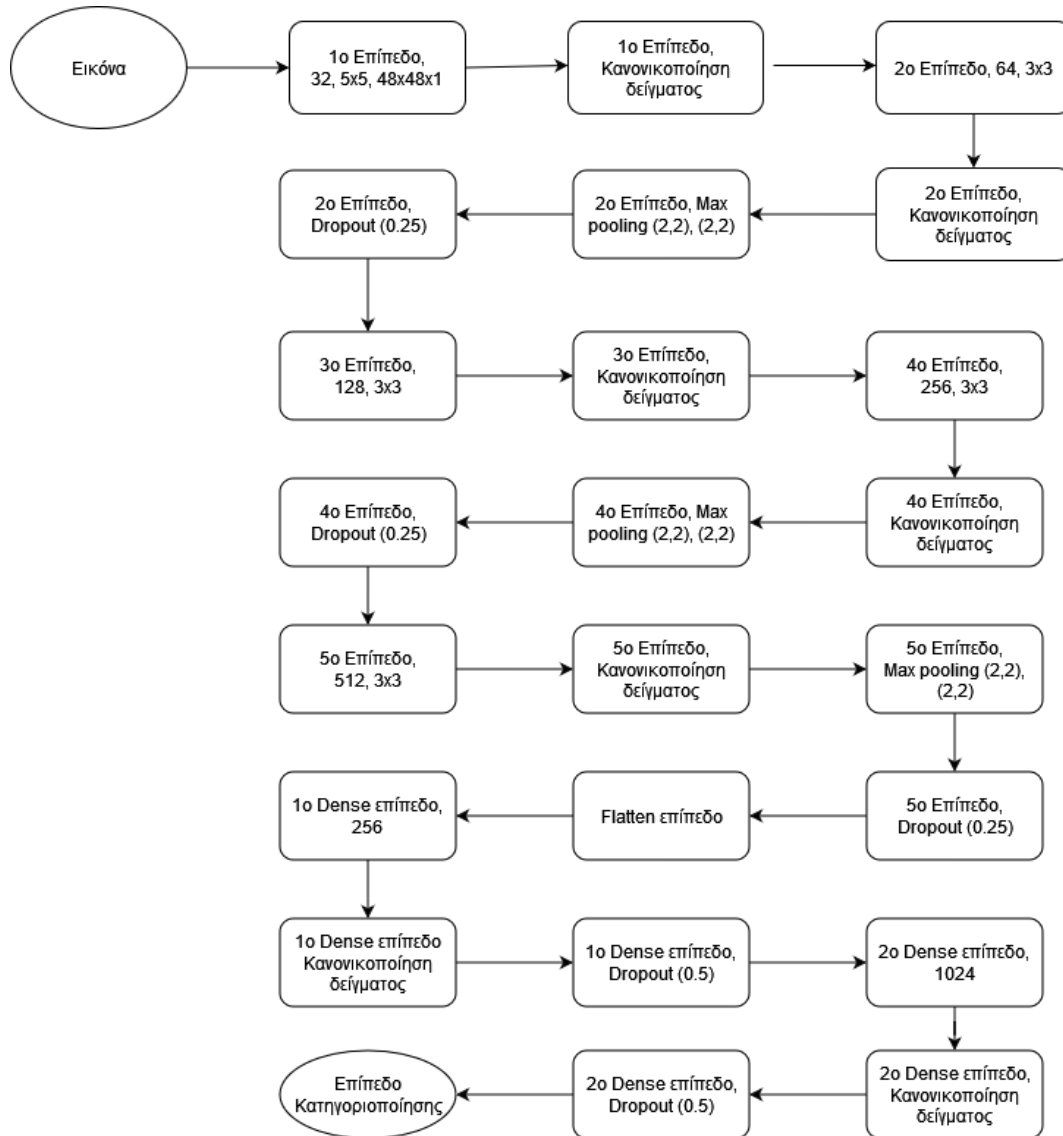 Εικόνα
1ο Επίπεδο,
32, 5x5, 48x48x1
1ο Επίπεδο,
Κανονικοποίηση
δείγματος
2ο Επίπεδο, 64, 3x3
2ο Επίπεδο,
Κανονικοποίηση
δείγματος
2ο Επίπεδο, Max
pooling (2,2), (2,2)
2ο Επίπεδο,
Dropout (0.25)
3ο Επίπεδο,
128, 3x3
3ο Επίπεδο,
Κανονικοποίηση
δείγματος
4ο Επίπεδο,
256, 3x3
4ο Επίπεδο,
Κανονικοποίηση
δείγματος
4ο Επίπεδο, Max
pooling (2,2), (2,2)
4ο Επίπεδο,
Dropout (0.25)
5ο Επίπεδο,
512, 3x3
5ο Επίπεδο,
Κανονικοποίηση
δείγματος
5ο Επίπεδο,
Max pooling (2,2),
(2,2)
5ο Επίπεδο,
Dropout (0.25)
Flatten επίπεδο
1ο Dense επίπεδο,
256
1ο Dense επίπεδο
Κανονικοποίηση
δείγματος
1ο Dense επίπεδο,
Dropout (0.5)
2ο Dense επίπεδο,
1024
2ο Dense επίπεδο,
Κανονικοποίηση
δείγματος
2ο Dense επίπεδο,
Dropout (0.5)
Επίπεδο
Κατηγοριοποίησης